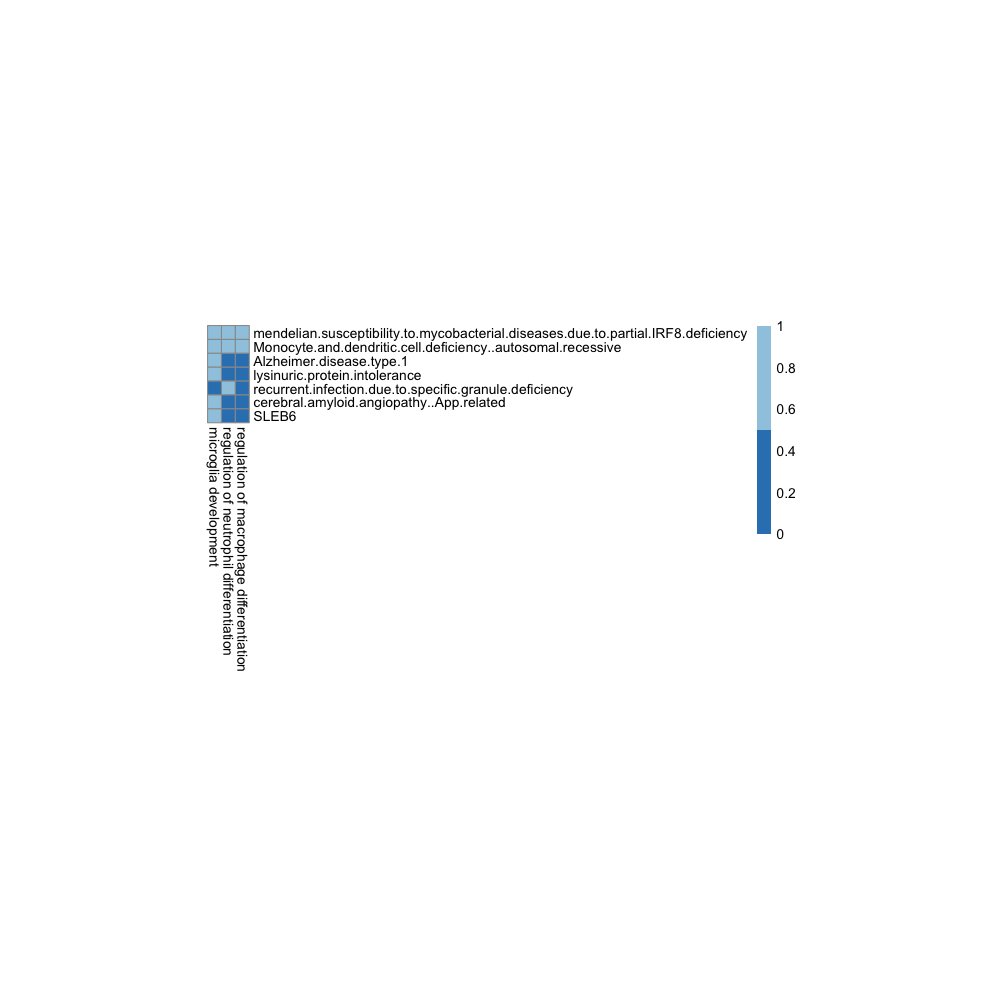 mendelian.susceptibility.to.mycobacterial.diseases.due.to.partial.IRF8.deficiency
Monocyte.and.dendritic.cell.deficiency..autosomal.recessive
Alzheimer.disease.type.1
lysinuric.protein.intolerance
recurrent.infection.due.to.specific.granule.deficiency
cerebral.amyloid.angiopathy..App.related
SLEB6
microglia development
regulation of neutrophil differentiation
regulation of macrophage differentiation
1
0.8
0.6
0.4
0.2
0